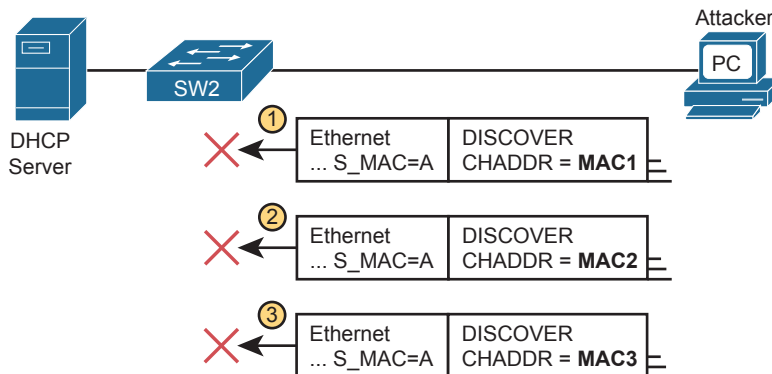 Attacker
PC
SW2
DHCP
Server
1
Ethernet
... S_MAC=A
DISCOVER
CHADDR = MAC1
2
Ethernet
... S_MAC=A
DISCOVER
CHADDR = MAC2
3
Ethernet
... S_MAC=A
DISCOVER
CHADDR = MAC3